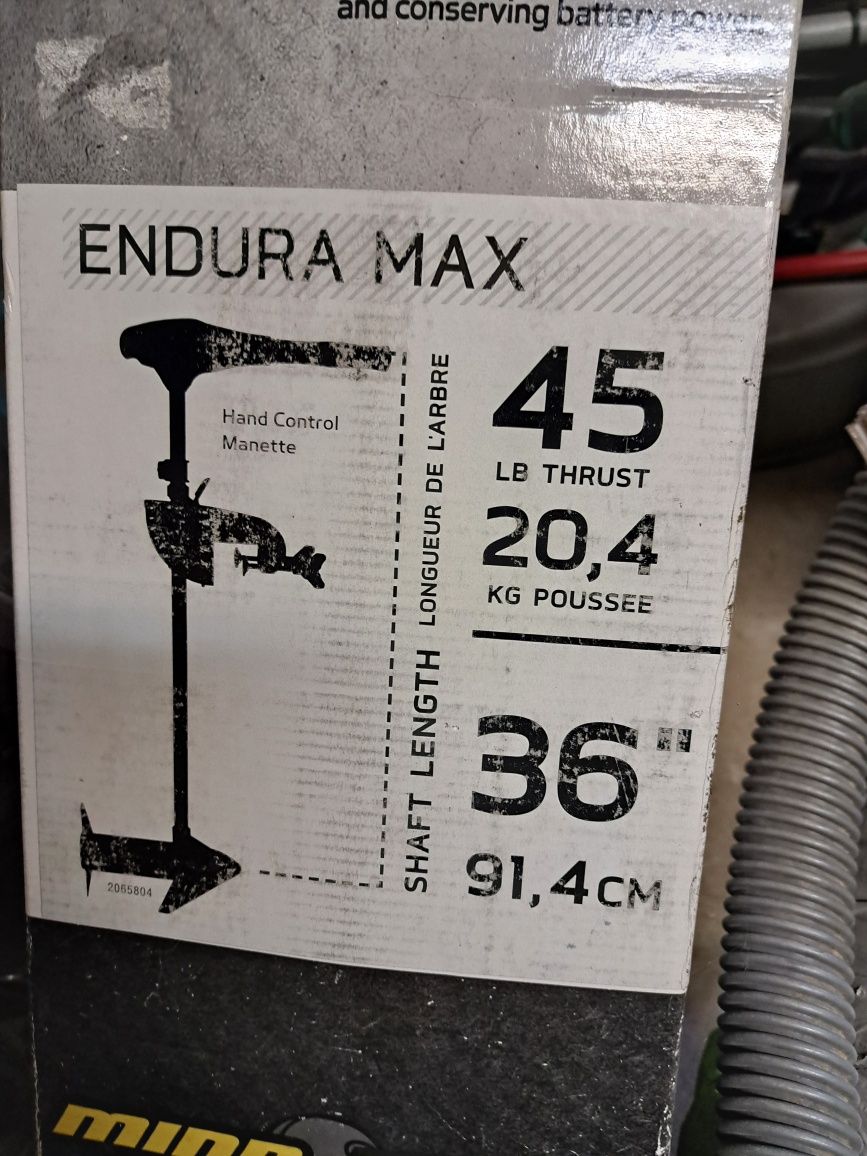 and conserving battery power.
ENDURA MAX
Hand Control
Manette
SHAFT LENGTH LONGUEUR DE L'ARBRE
45
LB THRUST
20,4
KG POUSSEE
36"
91,4CM
2065804
MINN